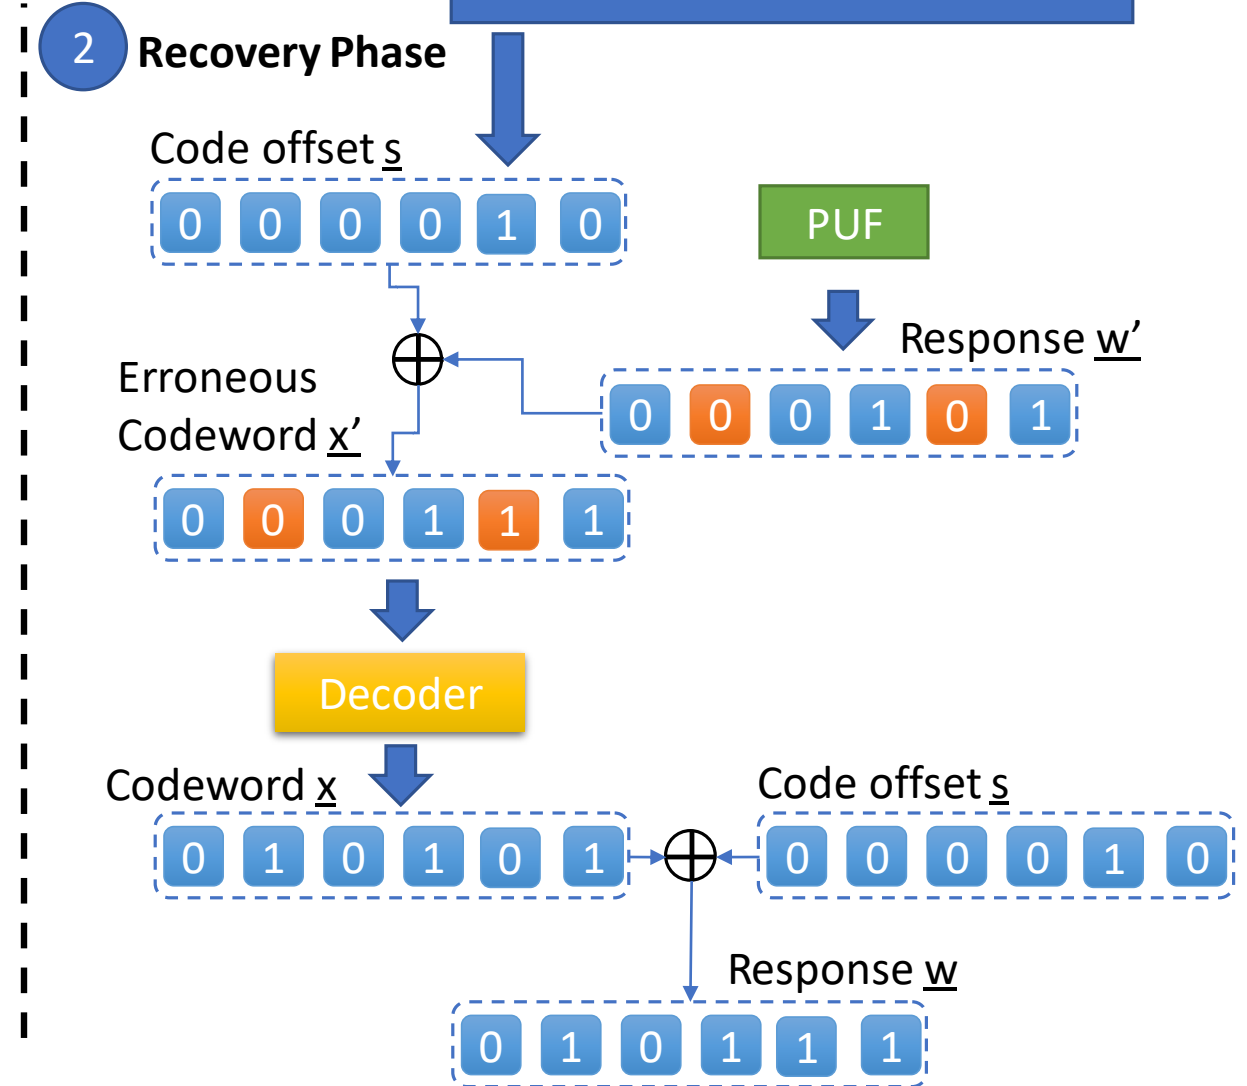 2 Recovery Phase
Code offset s
0 0 0 0 1 0
PUF
Response w’
0 0 0 1 0 1
Erroneous
Codeword x’
0 0 0 1 1 1
Decoder
Codeword x
0 1 0 1 0 1
Code offset s
0 0 0 0 1 0
Response w
0 1 0 1 1 1